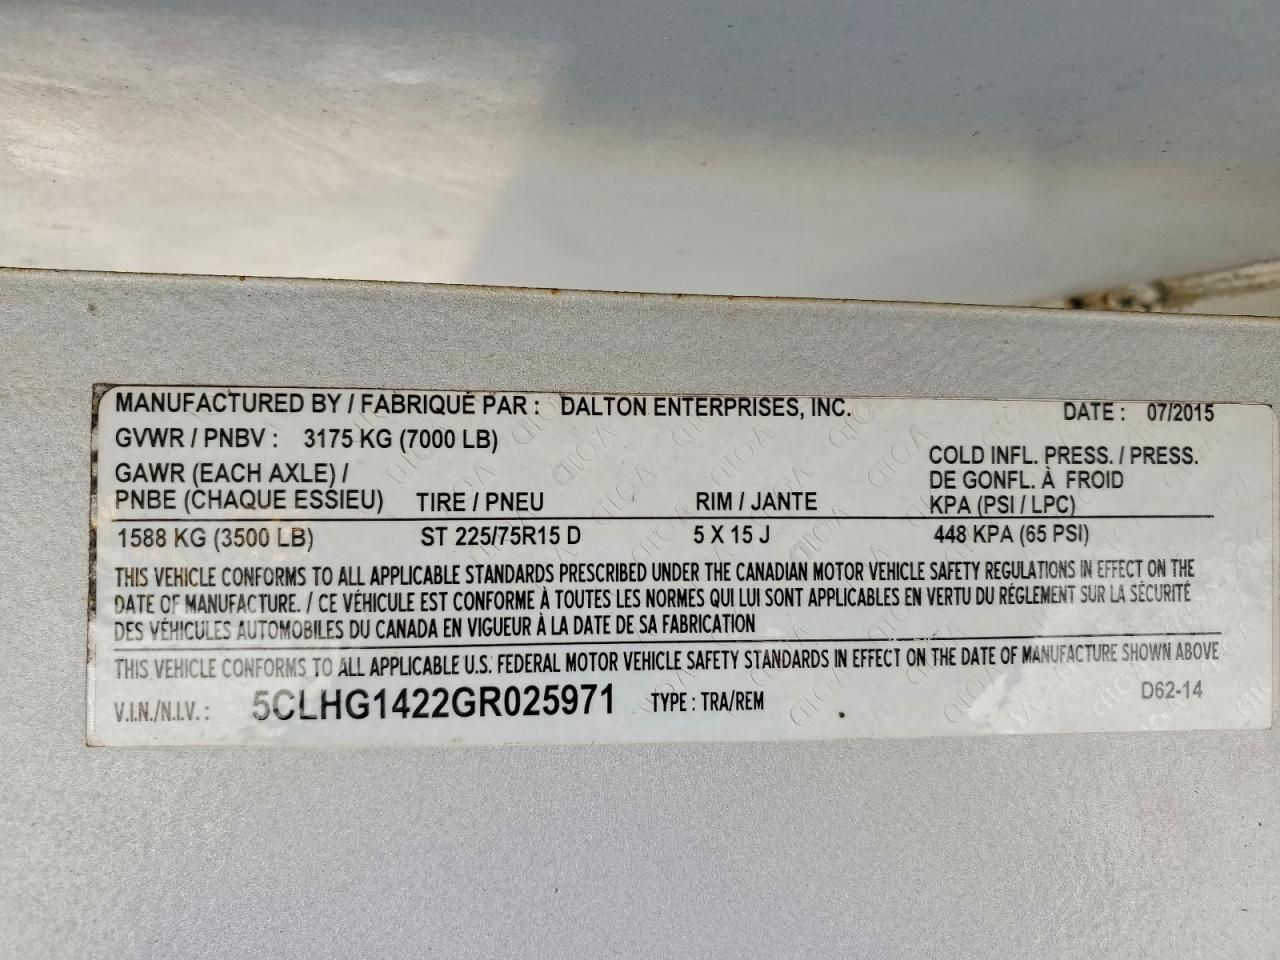 MANUFACTURED BY / FABRIQUÉ PAR : DALTON ENTERPRISES, INC. DATE : 07/2015
GVWR / PNBV : 3175 KG (7000 LB)
GAWR (EACH AXLE) /
PNBE (CHAQUE ESSIEU) TIRE / PNEU RIM / JANTE
COLD INFL. PRESS. / PRESS.
DE GONFL. À FROID
KPA (PSI / LPC)
1588 KG (3500 LB) ST 225/75R15 D 5 X 15 J 448 KPA (65 PSI)
THIS VEHICLE CONFORMS TO ALL APPLICABLE STANDARDS PRESCRIBED UNDER THE CANADIAN MOTOR VEHICLE SAFETY REGULATIONS IN EFFECT ON THE
DATE OF MANUFACTURE. / CE VÉHICULE EST CONFORME À TOUTES LES NORMES QUI LUI SONT APPLICABLES EN VERTU DU RÉGLEMENT SUR LA SÉCURITÉ
DES VÉHICULES AUTOMOBILES DU CANADA EN VIGUEUR À LA DATE DE SA FABRICATION
THIS VEHICLE CONFORMS TO ALL APPLICABLE U.S. FEDERAL MOTOR VEHICLE SAFETY STANDARDS IN EFFECT ON THE DATE OF MANUFACTURE SHOWN ABOVE
V.I.N./N.I.V. : 5CLHG1422GR025971 TYPE : TRA/REM D62-14